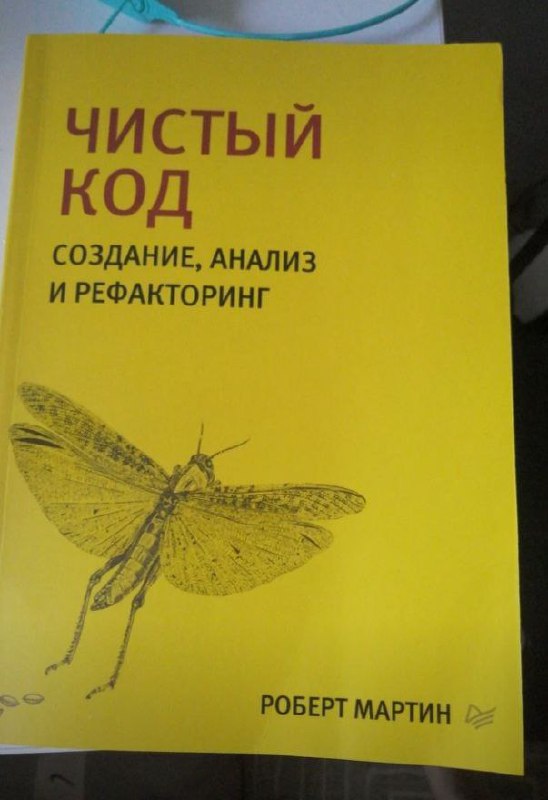 ЧИСТЫЙ
КОД
СОЗДАНИЕ, АНАЛИЗ
И РЕФАКТОРИНГ
РОБЕРТ МАРТИН